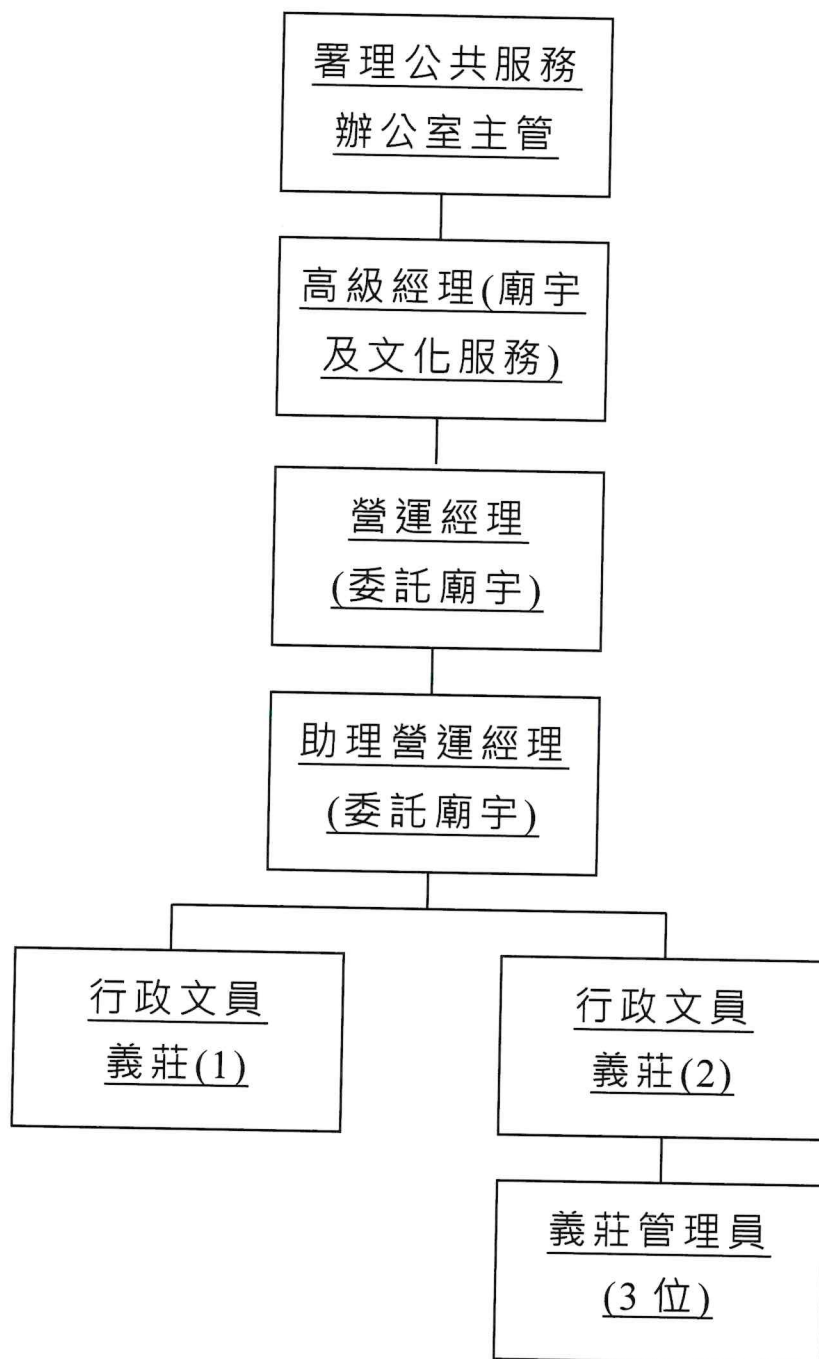 署理公共服務
辦公室主管
高級經理(廟宇
及文化服務)
營運經理
(委託廟宇)
助理營運經理
(委託廟宇)
行政文員
義莊(1)
行政文員
義莊(2)
義莊管理員
(3 位)